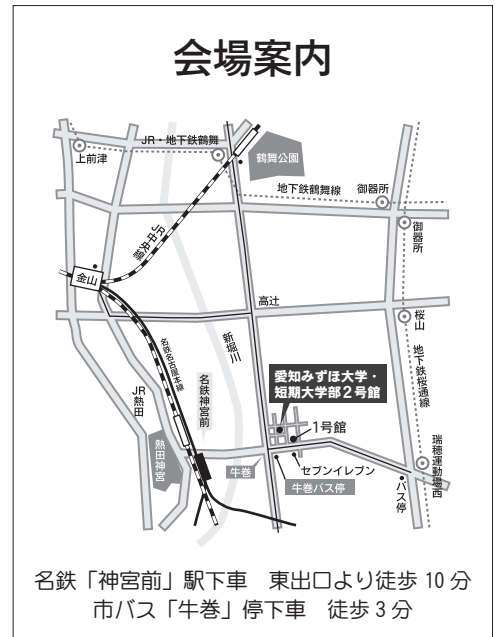 会場案内
JR・地下鉄鶴舞
上前津
鶴舞公園
地下鉄鶴舞線
御器所
御器所
JR中央線
金山
高辻
桜山
新堀川
名鉄名古屋本線
地下鉄桜通線
名鉄神宮前
愛知みずほ大学・
短期大学部2号館
JR
熱田
1号館
瑞穂運動場西
熱田
神宮
牛巻
セブンイレブン
牛巻バス停
バス停
名鉄「神宮前」駅下車　東出口より徒歩 10 分
市バス「牛巻」停下車　徒歩 3 分